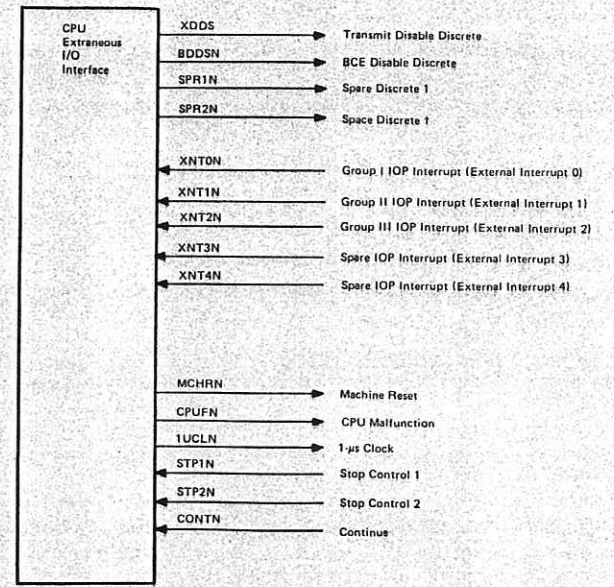 CPU
Extraneous
I/O
Interface
XDDS Transmit Disable Discrete
BDDSN BCE Disable Discrete
SPR1N Spare Discrete 1
SPR2N Space Discrete †
XNT0N Group I IOP Interrupt (External Interrupt 0)
XNT1N Group II IOP Interrupt (External Interrupt 1)
XNT2N Group III IOP Interrupt (External Interrupt 2)
XNT3N Spare IOP Interrupt (External Interrupt 3)
XNT4N Spare IOP Interrupt (External Interrupt 4)
MCHRN Machine Reset
CPUFN CPU Malfunction
1UCLN 1-μs Clock
STP1N Stop Control 1
STP2N Stop Control 2
CONTN Continue